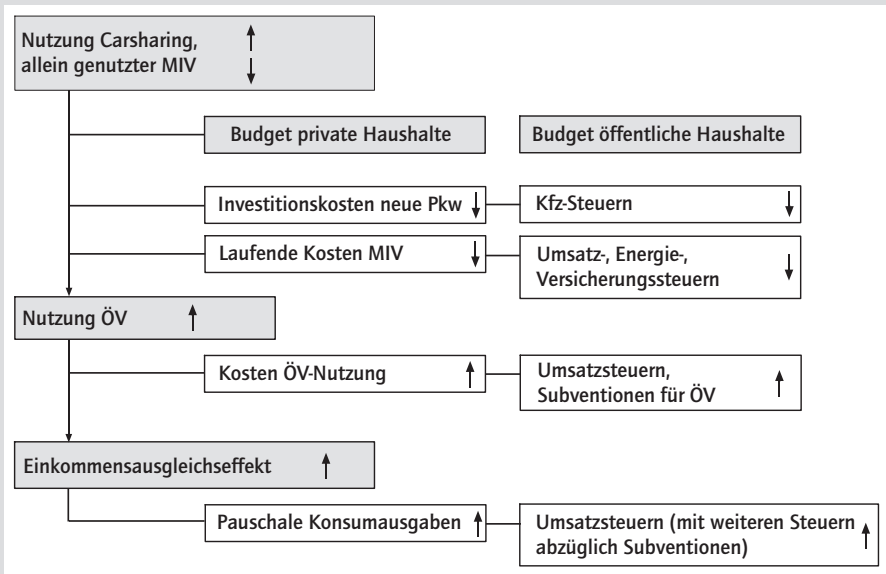 Nutzung Carsharing,
allein genutzter MIV
Budget private Haushalte
Budget öffentliche Haushalte
Investitionskosten neue Pkw
Kfz-Steuern
Laufende Kosten MIV
Umsatz-, Energie-,
Versicherungssteuern
Nutzung ÖV
Kosten ÖV-Nutzung
Umsatzsteuern,
Subventionen für ÖV
Einkommensausgleichseffekt
Pauschale Konsumausgaben
Umsatzsteuern (mit weiteren Steuern
abzüglich Subventionen)